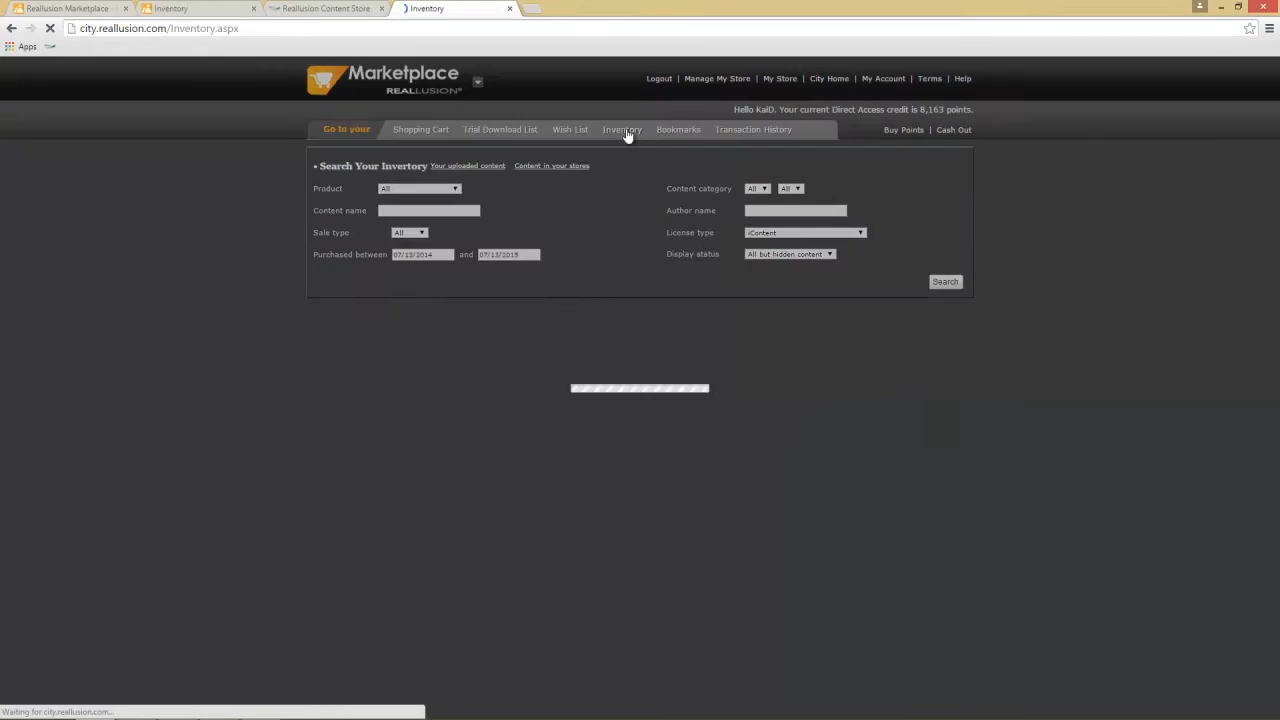 Reallusion Marketplace - Inventory Reallusion Content Store Inventory
city.reallusion.com/Inventory.aspx
Apps
Marketplace
REALLUSION®
Logout | Manage My Store | My Store | City Home | My Account | Terms | Help
Hello KaiD. Your current Direct Access credit is 8,163 points.
Go to your Shopping Cart Trial Download List Wish List Inventory Bookmarks Transaction History Buy Points | Cash Out
• Search Your Invertory Your uploaded content Content in your stores
Product All Content category All All
Content name Author name
Sale type All License type iContent
Purchased between 07/13/2014 and 07/13/2015 Display status All but hidden content
Search
Waiting for city.reallusion.com...